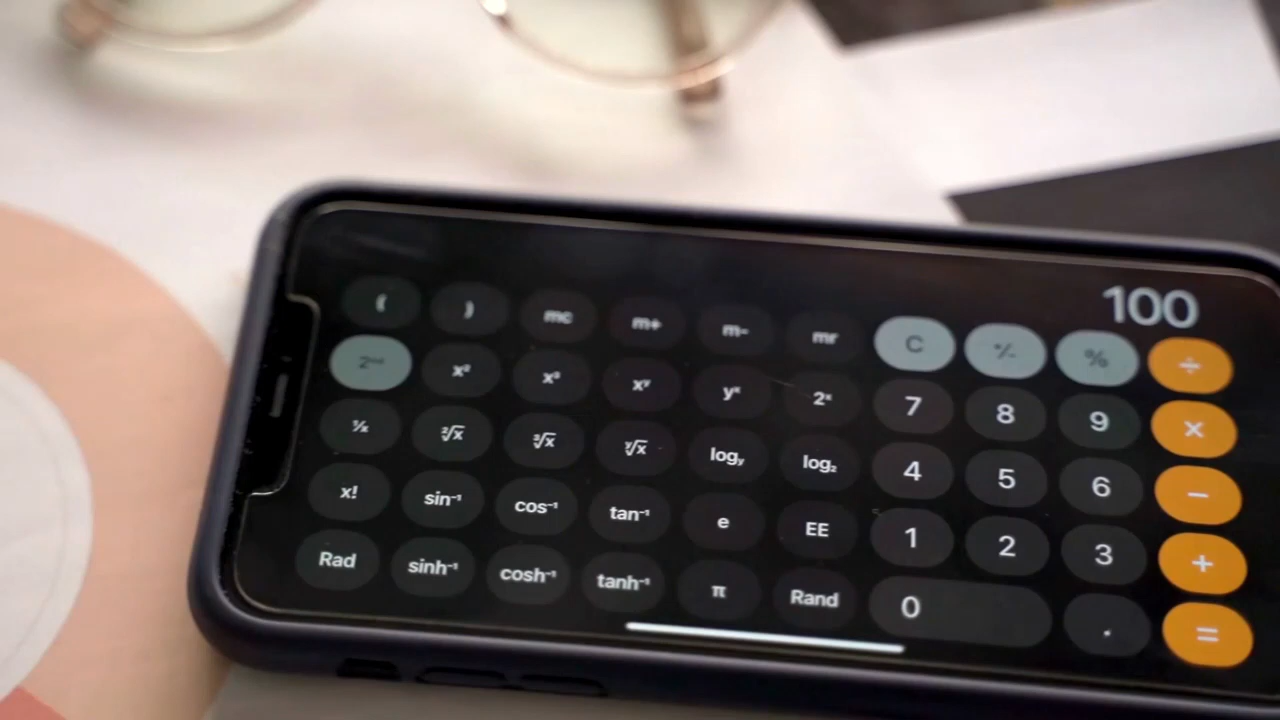 100
( ) mc m+ m- mr C ⁺∕₋ % ÷
2ⁿᵈ x² x³ xʸ yˣ 2ˣ 7 8 9 ×
¹∕ₓ ²√x ³√x ʸ√x logᵧ log₂ 4 5 6 −
x! sin⁻¹ cos⁻¹ tan⁻¹ e EE 1 2 3 +
Rad sinh⁻¹ cosh⁻¹ tanh⁻¹ π Rand 0 . =